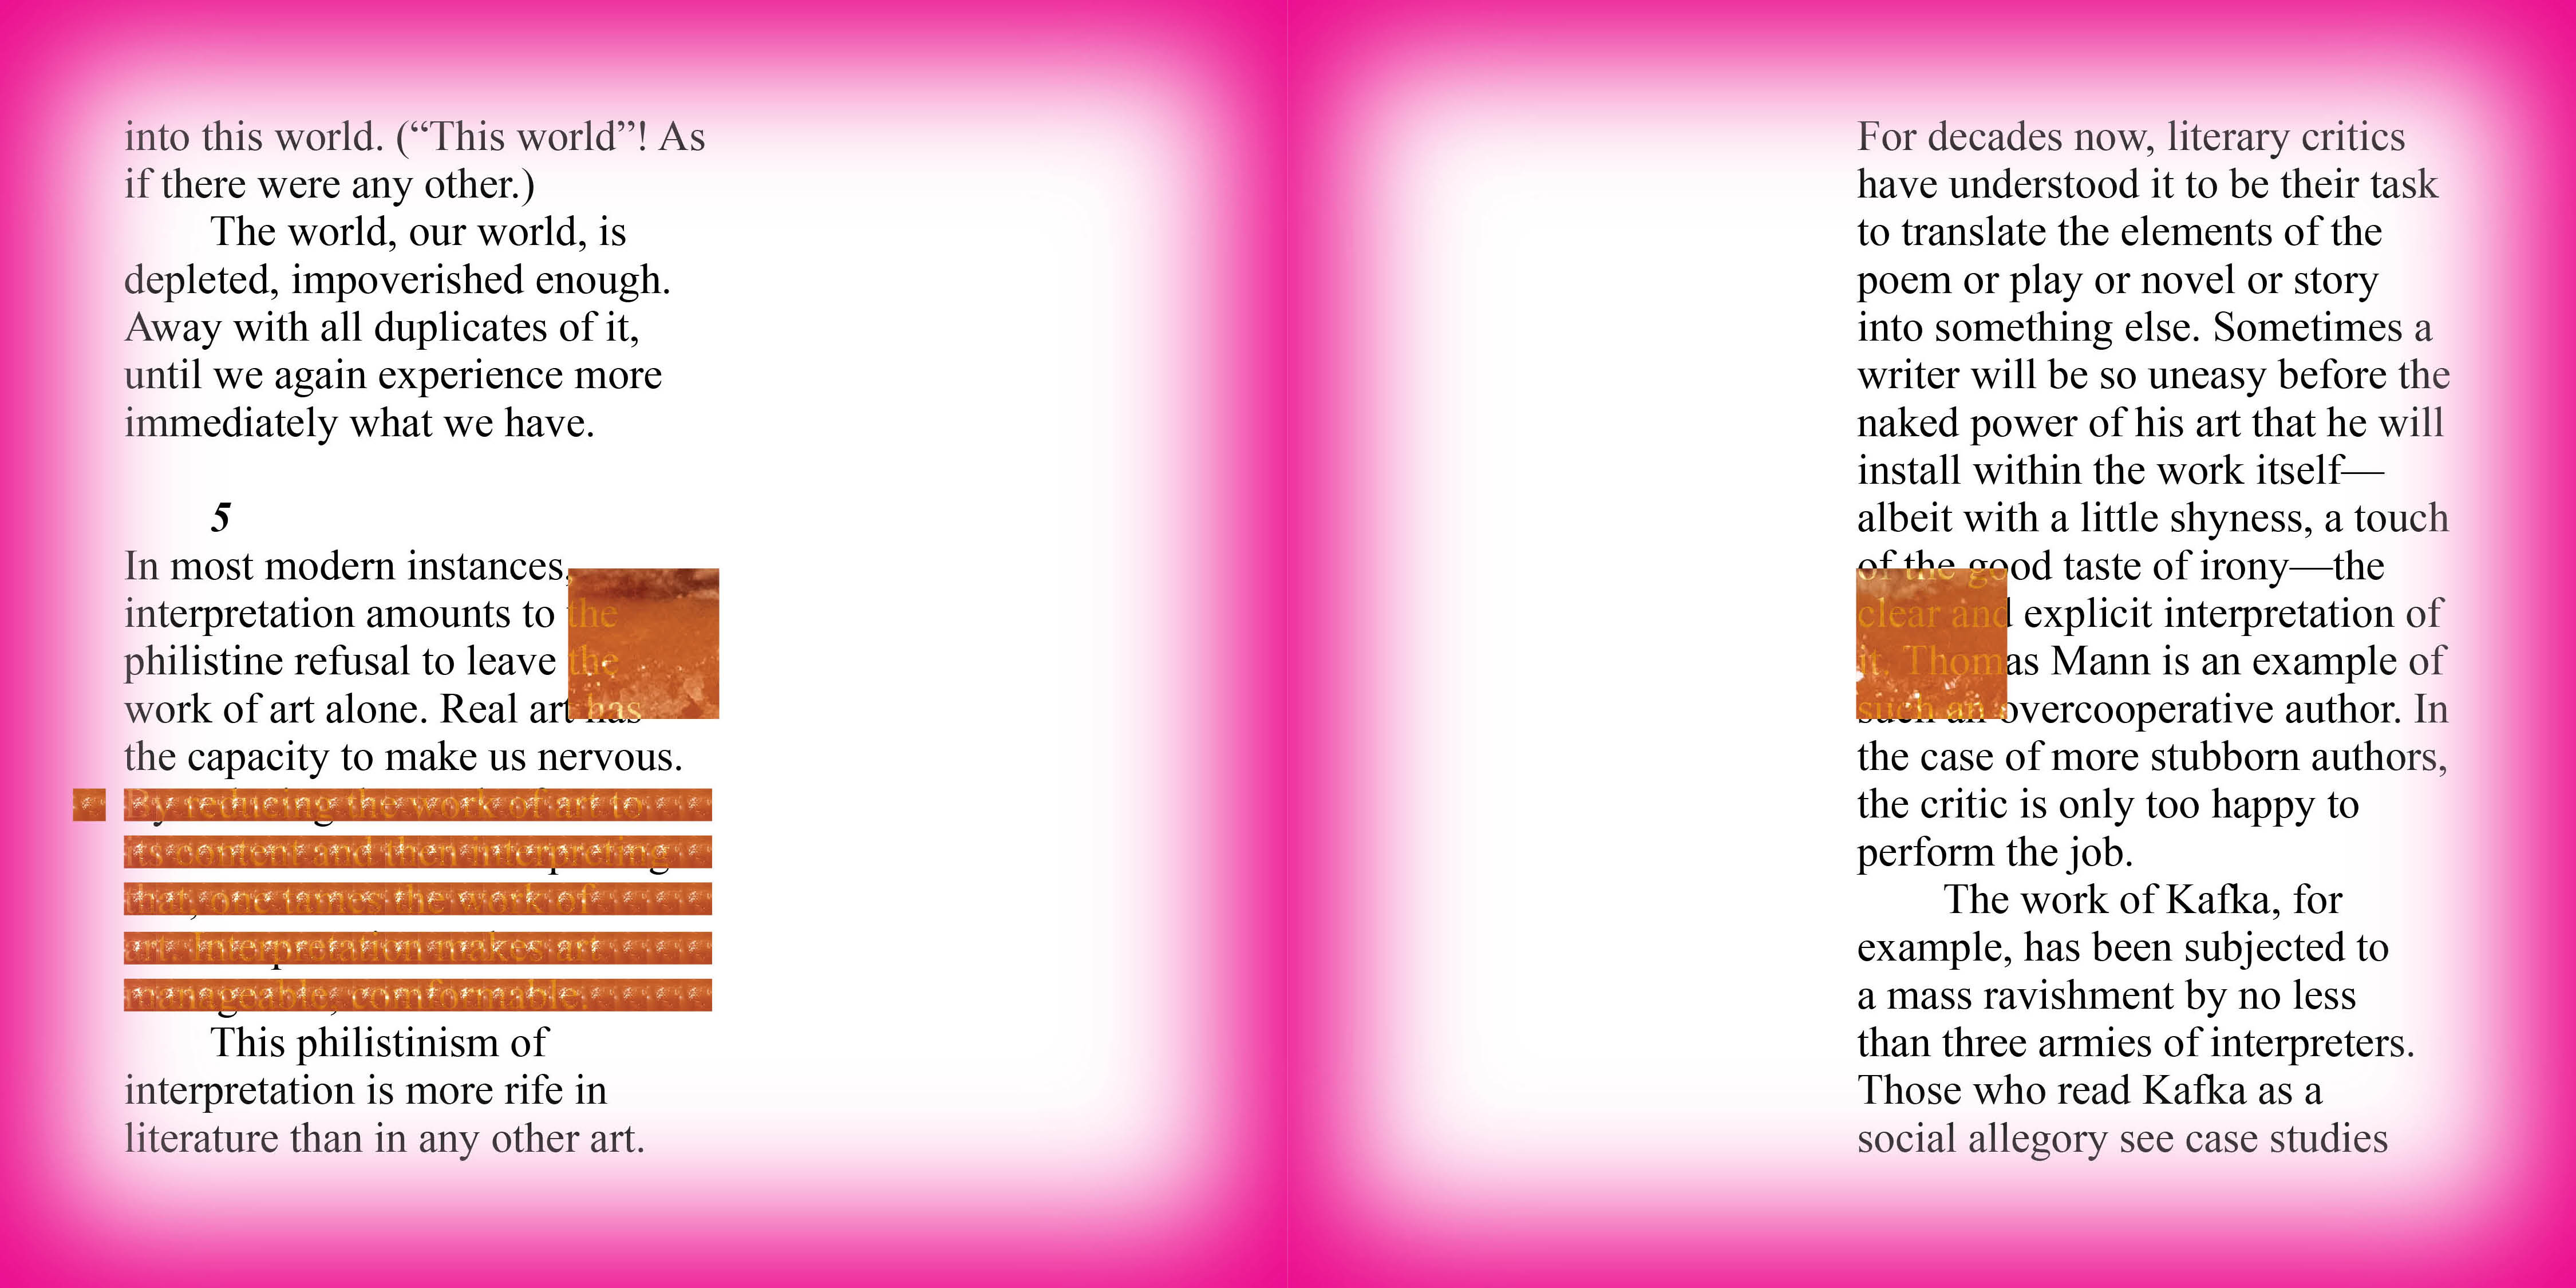 into this world. (“This world”! As
if there were any other.)
The world, our world, is
depleted, impoverished enough.
Away with all duplicates of it,
until we again experience more
immediately what we have.
5
In most modern instances,
interpretation amounts to the
philistine refusal to leave the
work of art alone. Real art has
the capacity to make us nervous.
By reducing the work of art to
its content and then interpreting
that, one tames the work of
art. Interpretation makes art
manageable, comformable.
This philistinism of
interpretation is more rife in
literature than in any other art.
For decades now, literary critics
have understood it to be their task
to translate the elements of the
poem or play or novel or story
into something else. Sometimes a
writer will be so uneasy before the
naked power of his art that he will
install within the work itself—
albeit with a little shyness, a touch
of the good taste of irony—the
clear and explicit interpretation of
it. Thomas Mann is an example of
such an overcooperative author. In
the case of more stubborn authors,
the critic is only too happy to
perform the job.
The work of Kafka, for
example, has been subjected to
a mass ravishment by no less
than three armies of interpreters.
Those who read Kafka as a
social allegory see case studies